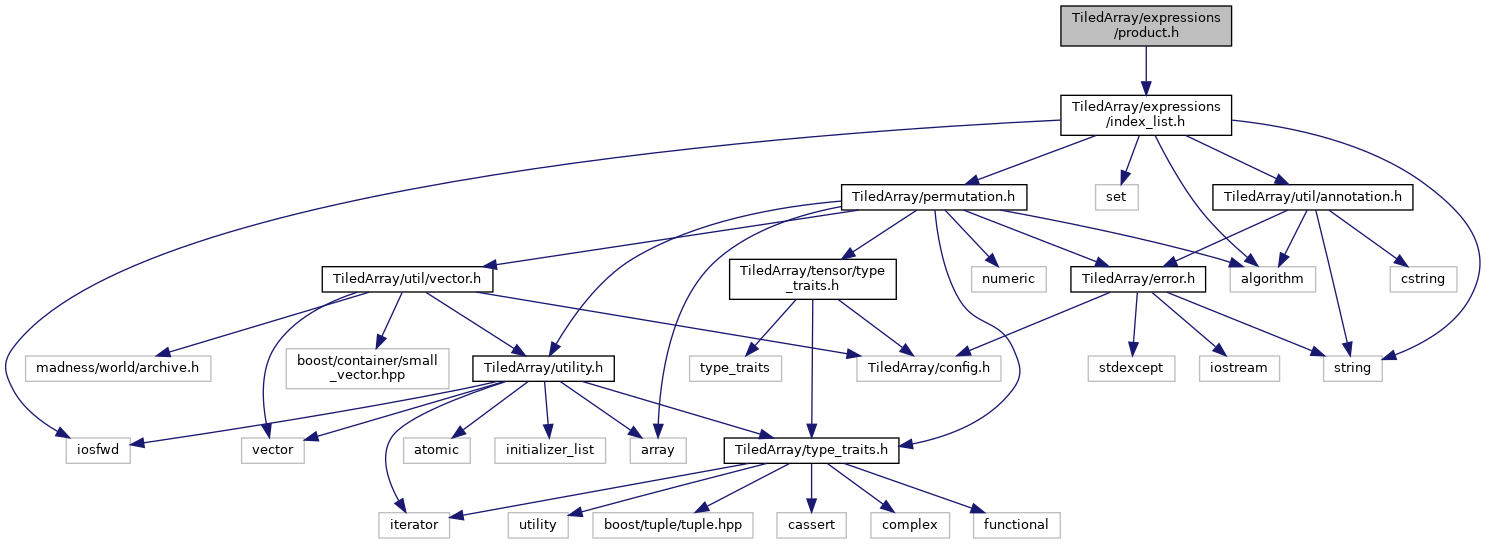 TiledArray/expressions
/product.h
TiledArray/expressions
/index_list.h
TiledArray/permutation.h
set
TiledArray/util/annotation.h
TiledArray/util/vector.h
TiledArray/tensor/type
_traits.h
numeric
TiledArray/error.h
algorithm
cstring
madness/world/archive.h
boost/container/small
_vector.hpp
TiledArray/utility.h
type_traits
TiledArray/config.h
stdexcept
iostream
string
iosfwd
vector
atomic
initializer_list
array
TiledArray/type_traits.h
iterator
utility
boost/tuple/tuple.hpp
cassert
complex
functional